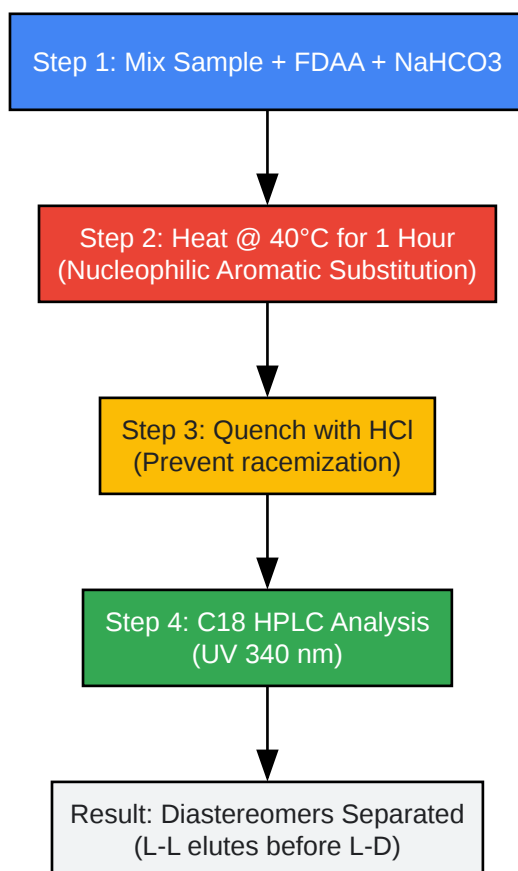 Step 1: Mix Sample + FDAA + NaHCO3
Step 2: Heat @ 40°C for 1 Hour
(Nucleophilic Aromatic Substitution)
Step 3: Quench with HCl
(Prevent racemization)
Step 4: C18 HPLC Analysis
(UV 340 nm)
Result: Diastereomers Separated
(L-L elutes before L-D)